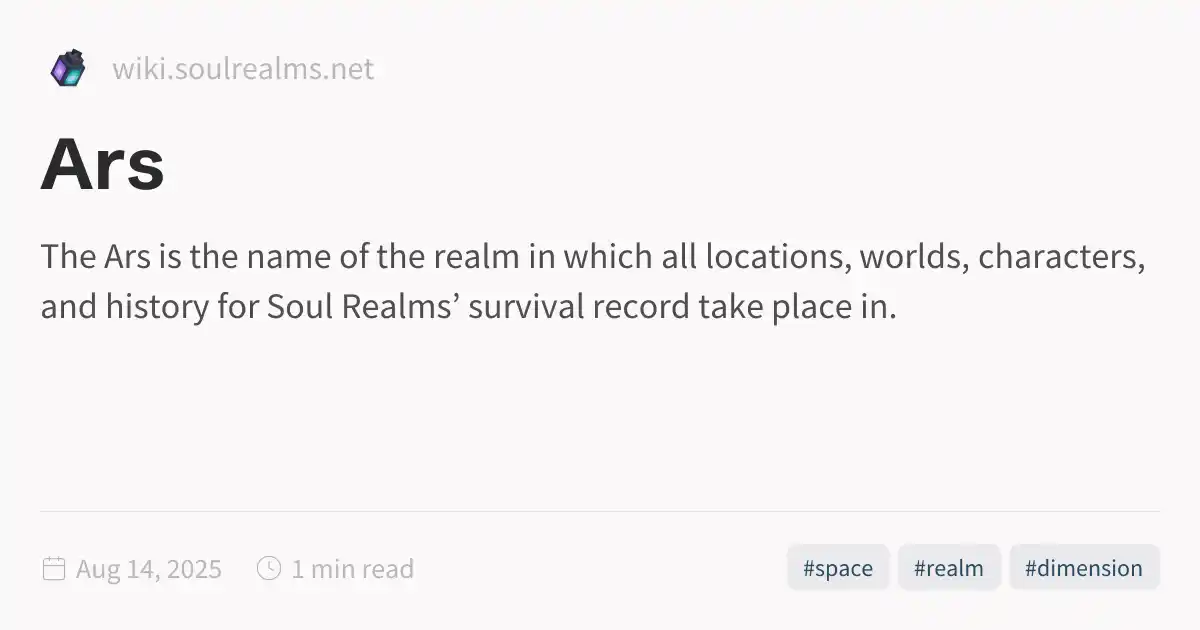 wiki.soulrealms.net
Ars
The Ars is the name of the realm in which all locations, worlds, characters,
and history for Soul Realms’ survival record take place in.
Aug 14, 2025 1 min read #space #realm #dimension